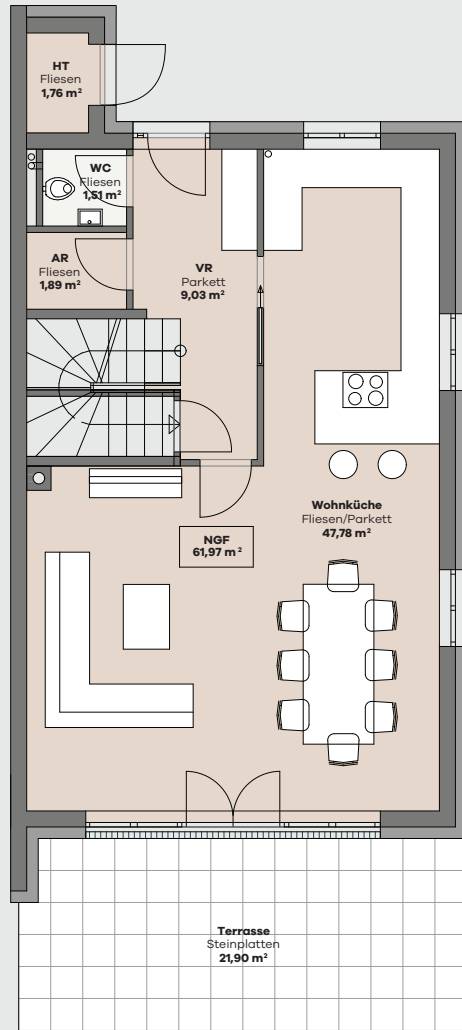 HT
Fliesen
1,76 m²
WC
Fliesen
1,51 m²
AR
Fliesen
1,89 m²
VR
Parkett
9,03 m²
Wohnküche
Fliesen/Parkett
47,78 m²
NGF
61,97 m²
Terrasse
Steinplatten
21,90 m²